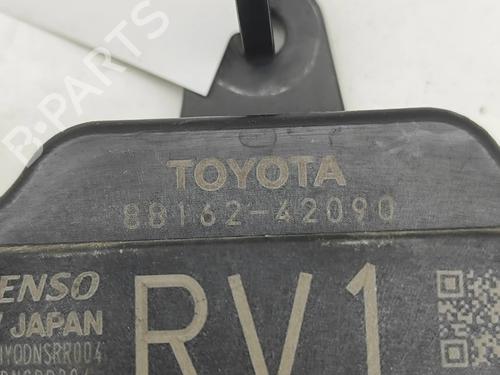 B-PARTS
TOYOTA
88162-42090
ENSO
RV1
JAPAN